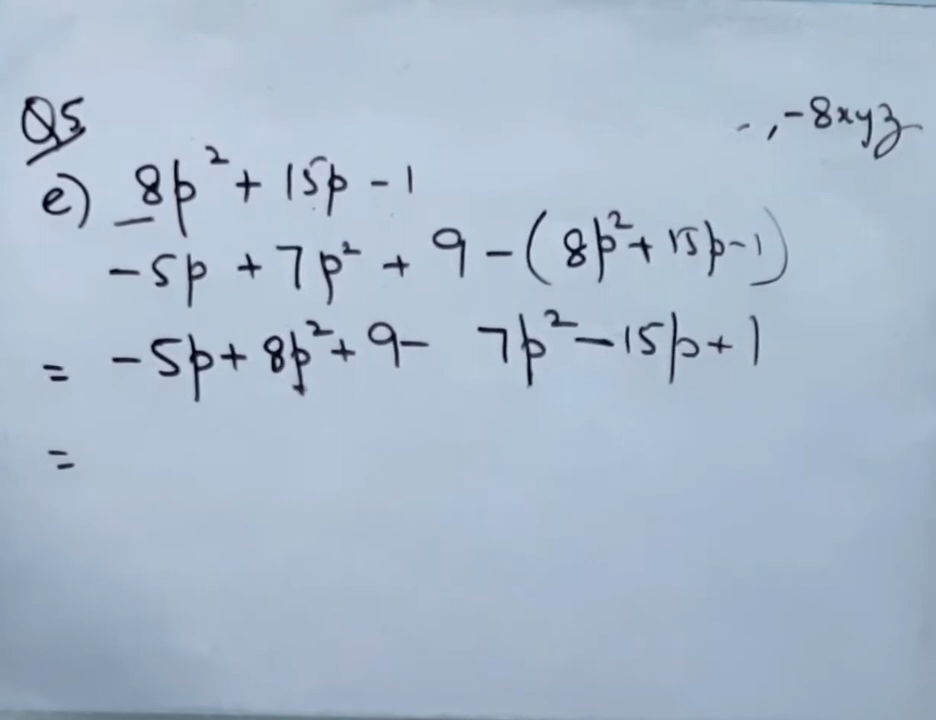 Q5
-, -8xyz
e) 8p² + 15p - 1
-5p + 7p² + 9 - (8p² + 15p - 1)
= -5p + 8p² + 9 - 7p² - 15p + 1
=